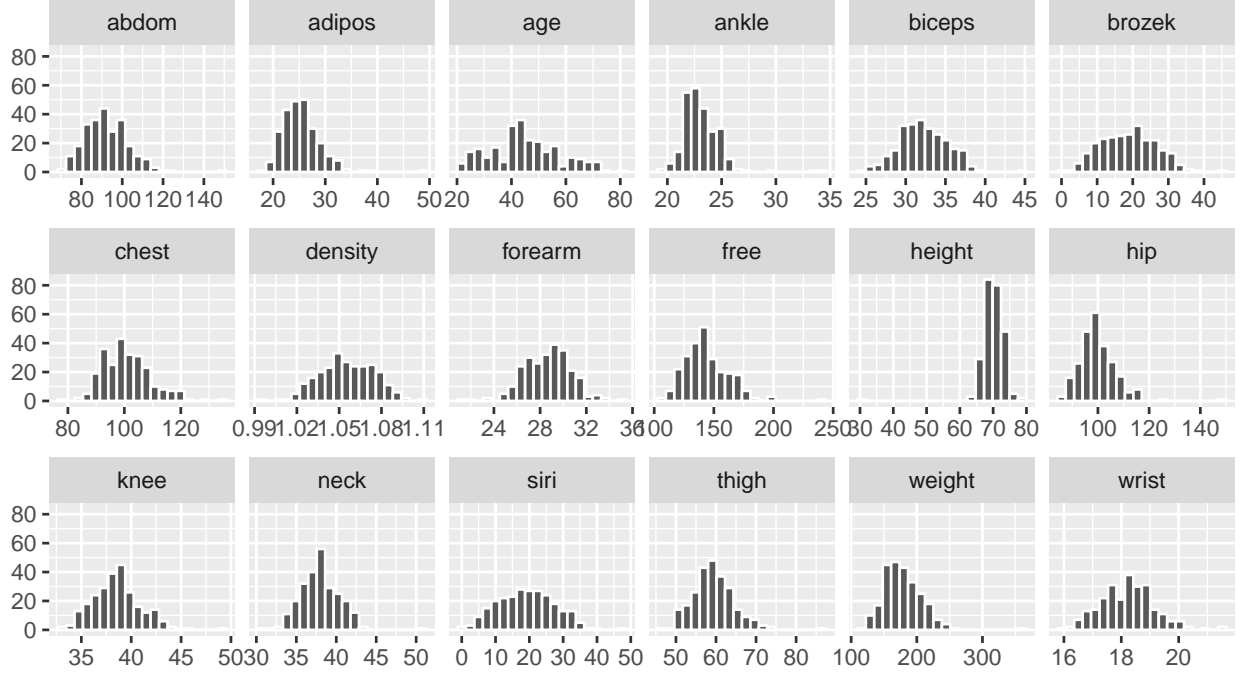 abdom adipos age ankle biceps brozek
80
60
40
20
0
80 100 120 140 20 30 40 50 20 40 60 80 20 25 30 35 25 30 35 40 45 0 10 20 30 40
chest density forearm free height hip
80
60
40
20
0
80 100 120 0.99 1.02 1.05 1.08 1.11 24 28 32 36 100 150 200 250 30 40 50 60 70 80 100 120 140
knee neck siri thigh weight wrist
80
60
40
20
0
35 40 45 50 30 35 40 45 50 0 10 20 30 40 50 50 60 70 80 100 200 300 16 18 20